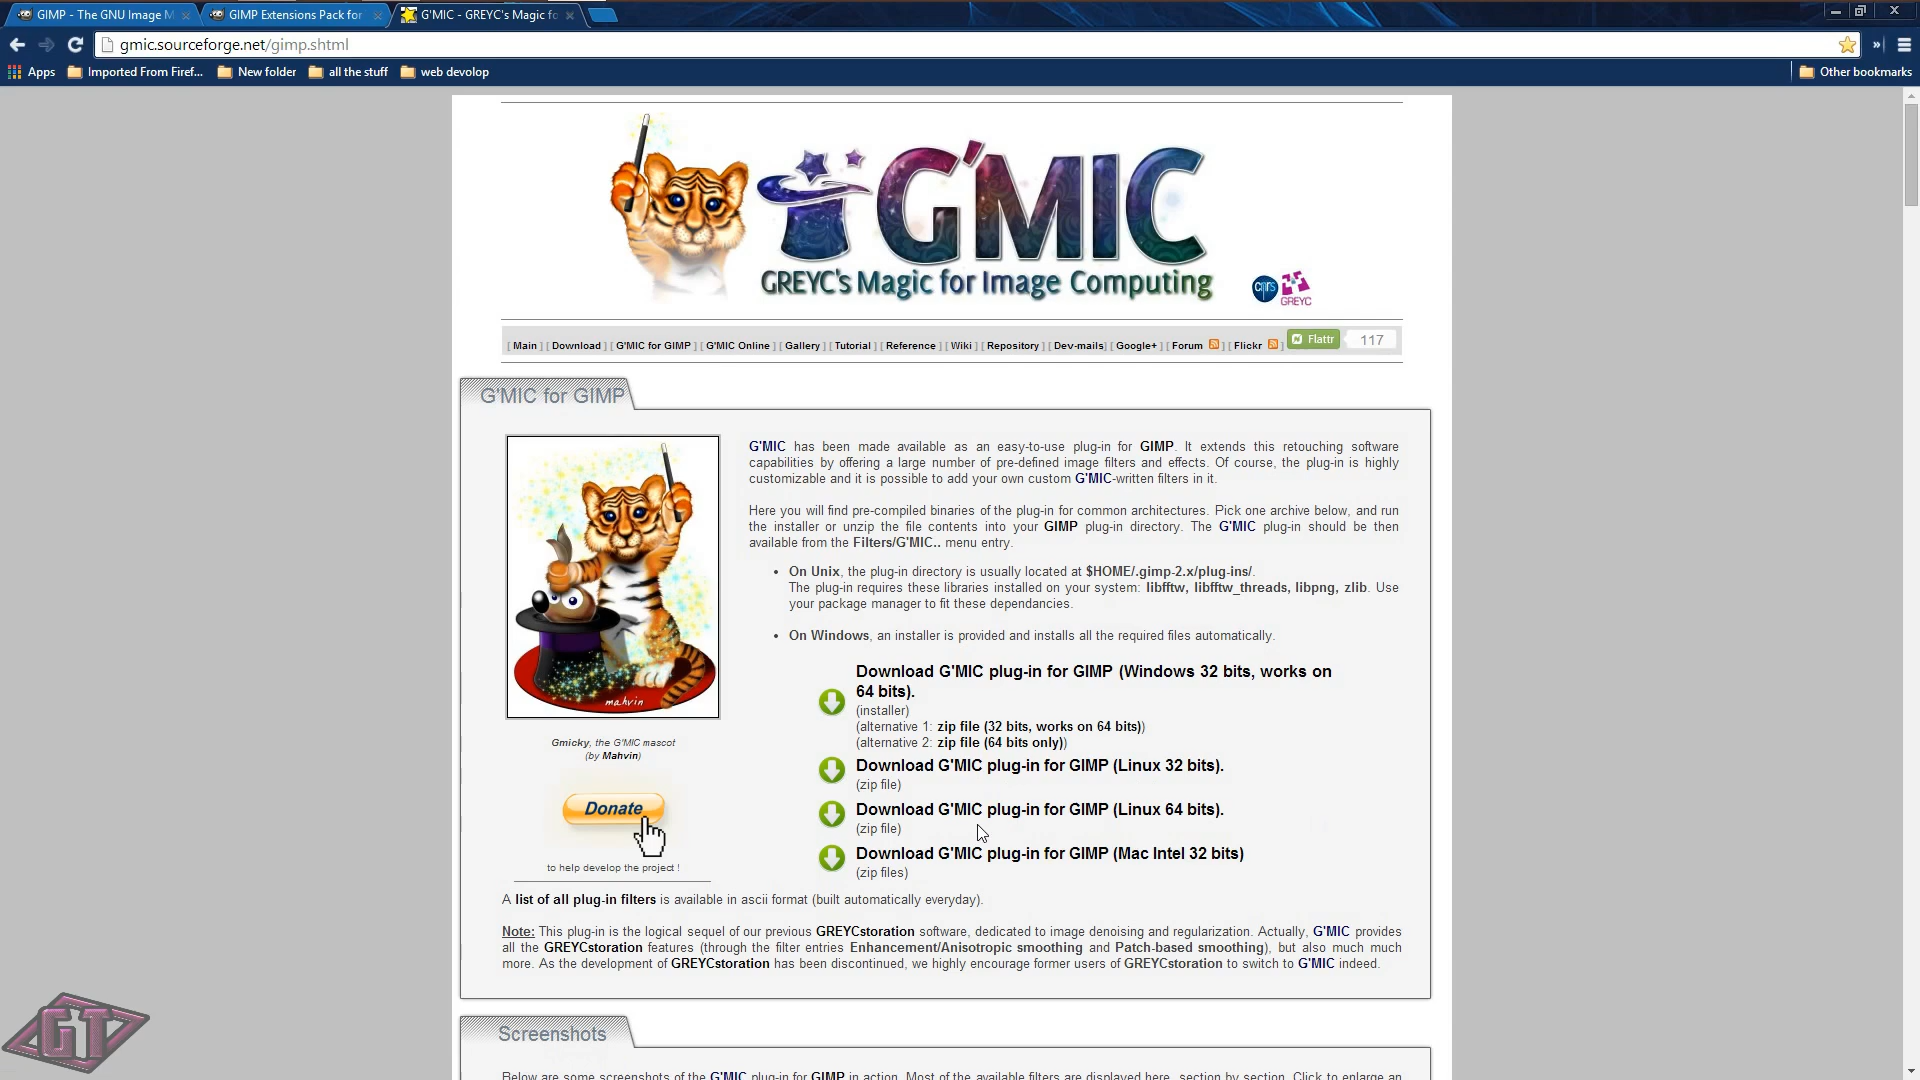 GIMP - The GNU Image M
GIMP Extensions Pack for
G'MIC - GREYC's Magic fo
gmic.sourceforge.net/gimp.shtml
Apps Imported From Firef... New folder all the stuff web devolop
Other bookmarks
G'MIC
GREYC's Magic for Image Computing
cnrs
GREYC
[ Main ] [ Download ] [ G'MIC for GIMP ] [ G'MIC Online ] [ Gallery ] [ Tutorial ] [ Reference ] [ Wiki ] [ Repository ] [ Dev-mails] [ Google+ ] [ Forum ] [ Flickr ] Flattr 117
G'MIC for GIMP
G'MIC has been made available as an easy-to-use plug-in for GIMP. It extends this retouching software
capabilities by offering a large number of pre-defined image filters and effects. Of course, the plug-in is highly
customizable and it is possible to add your own custom G'MIC-written filters in it.
Here you will find pre-compiled binaries of the plug-in for common architectures. Pick one archive below, and run
the installer or unzip the file contents into your GIMP plug-in directory. The G'MIC plug-in should be then
available from the Filters/G'MIC.. menu entry.
• On Unix, the plug-in directory is usually located at $HOME/.gimp-2.x/plug-ins/.
The plug-in requires these libraries installed on your system: libfftw, libfftw_threads, libpng, zlib. Use
your package manager to fit these dependancies.
• On Windows, an installer is provided and installs all the required files automatically.
mahvin
Gmicky, the G'MIC mascot
(by Mahvin)
Donate
to help develop the project !
Download G'MIC plug-in for GIMP (Windows 32 bits, works on
64 bits).
(installer)
(alternative 1: zip file (32 bits, works on 64 bits))
(alternative 2: zip file (64 bits only))
Download G'MIC plug-in for GIMP (Linux 32 bits).
(zip file)
Download G'MIC plug-in for GIMP (Linux 64 bits).
(zip file)
Download G'MIC plug-in for GIMP (Mac Intel 32 bits)
(zip files)
A list of all plug-in filters is available in ascii format (built automatically everyday).
Note: This plug-in is the logical sequel of our previous GREYCstoration software, dedicated to image denoising and regularization. Actually, G'MIC provides
all the GREYCstoration features (through the filter entries Enhancement/Anisotropic smoothing and Patch-based smoothing), but also much much
more. As the development of GREYCstoration has been discontinued, we highly encourage former users of GREYCstoration to switch to G'MIC indeed.
GT
Screenshots
Below are some screenshots of the G'MIC plug-in for GIMP in action. Most of the available filters are displayed here, section by section. Click to enlarge an